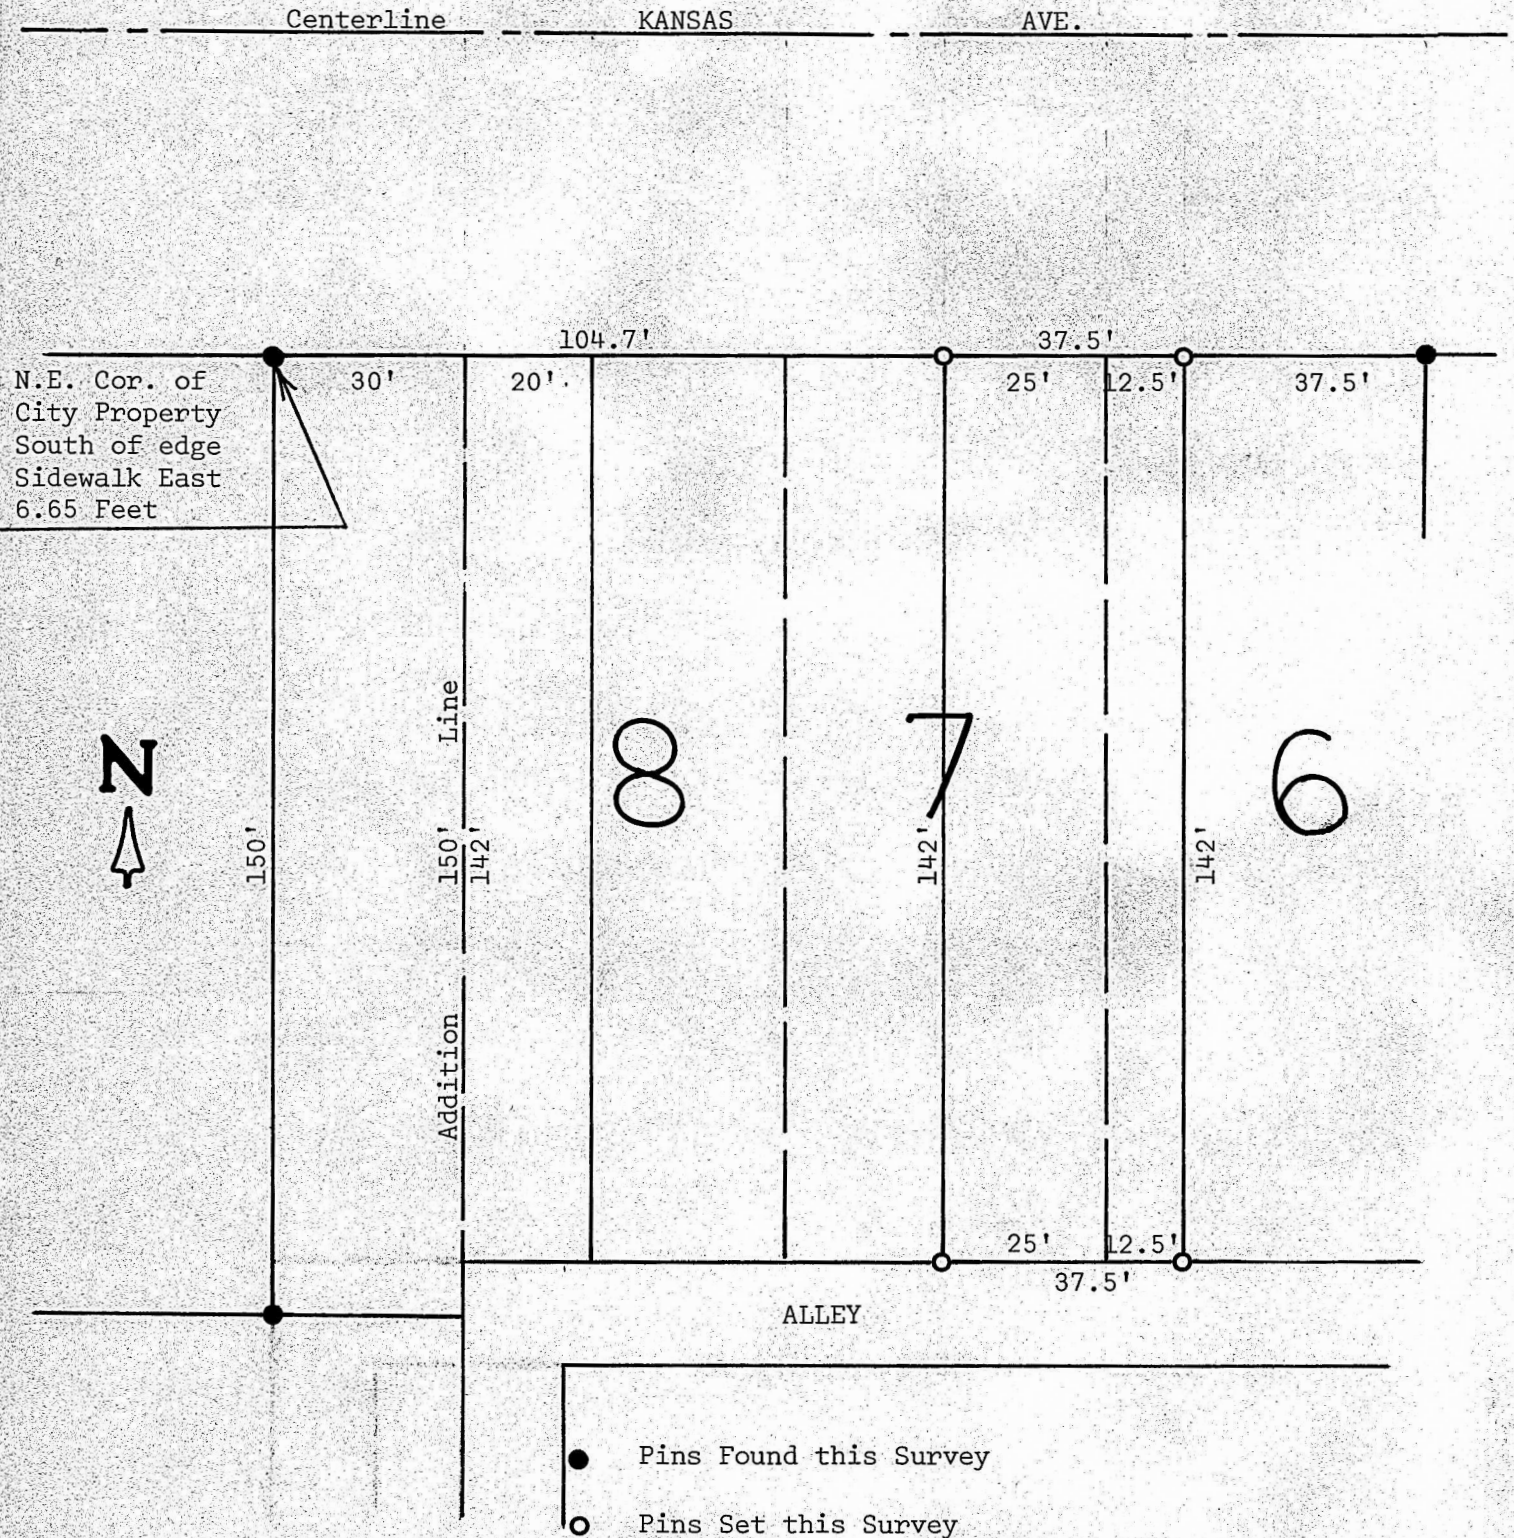 Centerline KANSAS AVE.
104.7' 37.5'
30' 20' 25' 12.5' 37.5'
N.E. Cor. of
City Property
South of edge
Sidewalk East
6.65 Feet
Line
8 7 6
N
150' 150' 142' 142' 142'
Addition
25' 12.5'
37.5'
ALLEY
Pins Found this Survey
Pins Set this Survey